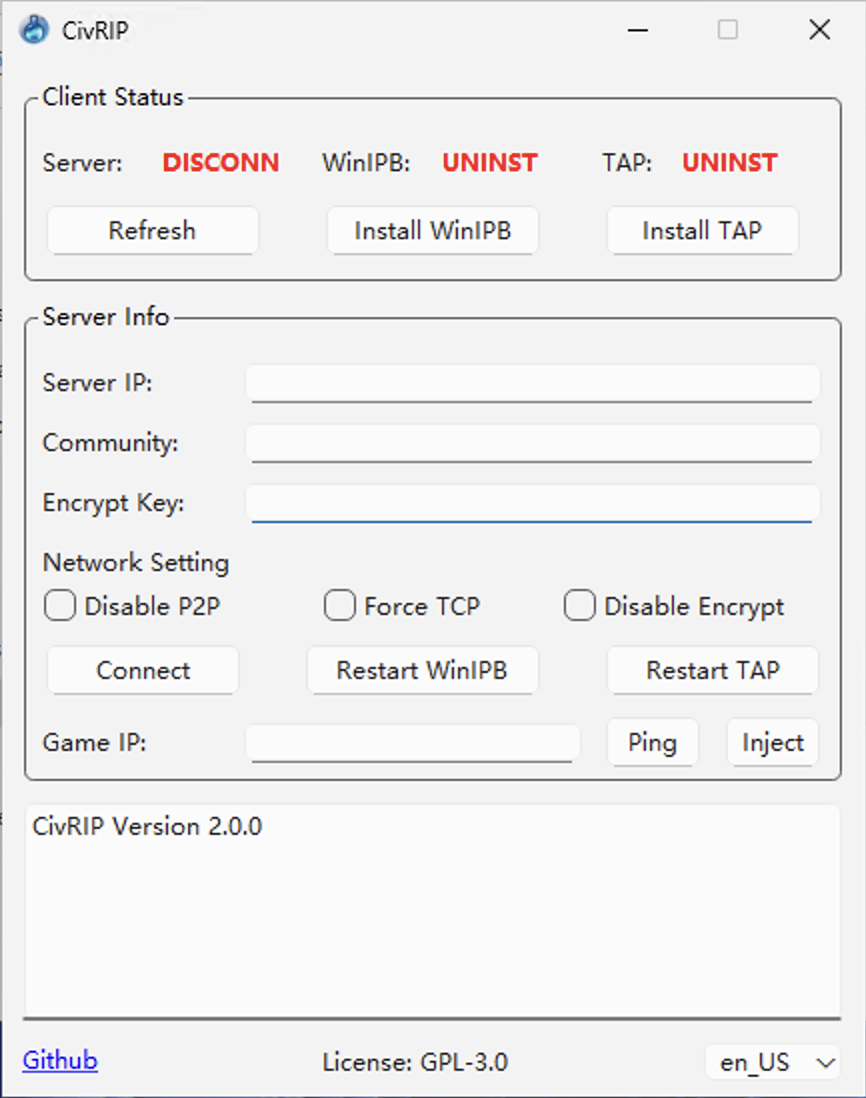 CivRIP
Client Status
Server: DISCONN WinIPB: UNINST TAP: UNINST
Refresh Install WinIPB Install TAP
Server Info
Server IP:
Community:
Encrypt Key:
Network Setting
Disable P2P Force TCP Disable Encrypt
Connect Restart WinIPB Restart TAP
Game IP: Ping Inject
CivRIP Version 2.0.0
Github License: GPL-3.0 en_US